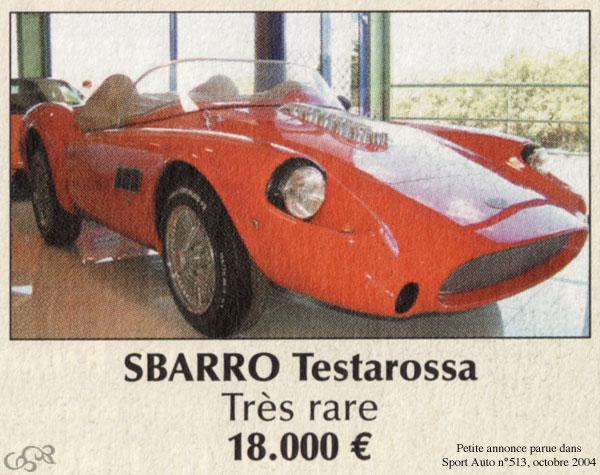 SBARRO Testarossa
Très rare
18.000 €
Petite annonce parue dans
Sport Auto n°513, octobre 2004